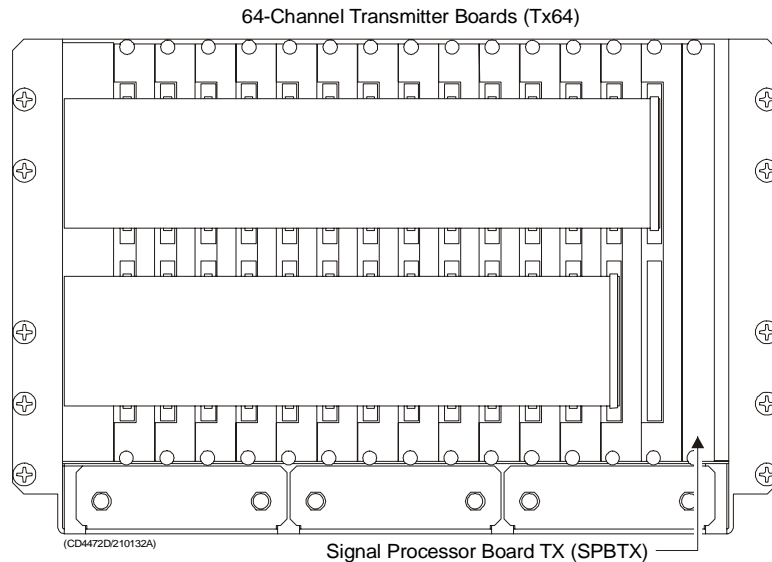 64-Channel Transmitter Boards (Tx64)
(CD4472D/210132A)
Signal Processor Board TX (SPBTX)